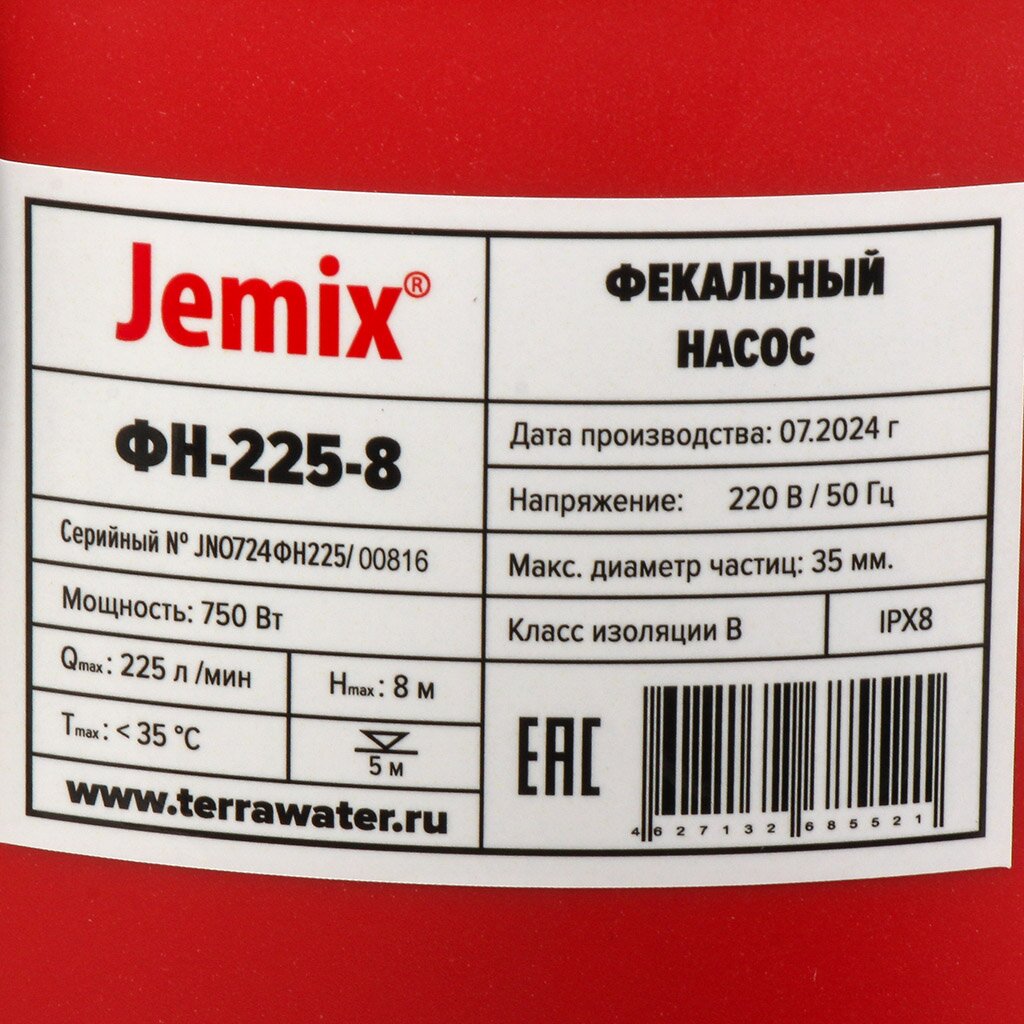 Jemix®
ФЕКАЛЬНЫЙ
НАСОС
ФН-225-8
Дата производства: 07.2024 г
Напряжение: 220 В / 50 Гц
Серийный № JN0724ФН225/ 00816
Макс. диаметр частиц: 35 мм.
Мощность: 750 Вт
Класс изоляции В
IPX8
Qmax: 225 л /мин
Hmax: 8 м
Tmax: < 35 °C
5 м
www.terrawater.ru
EAC
4 627132 685521